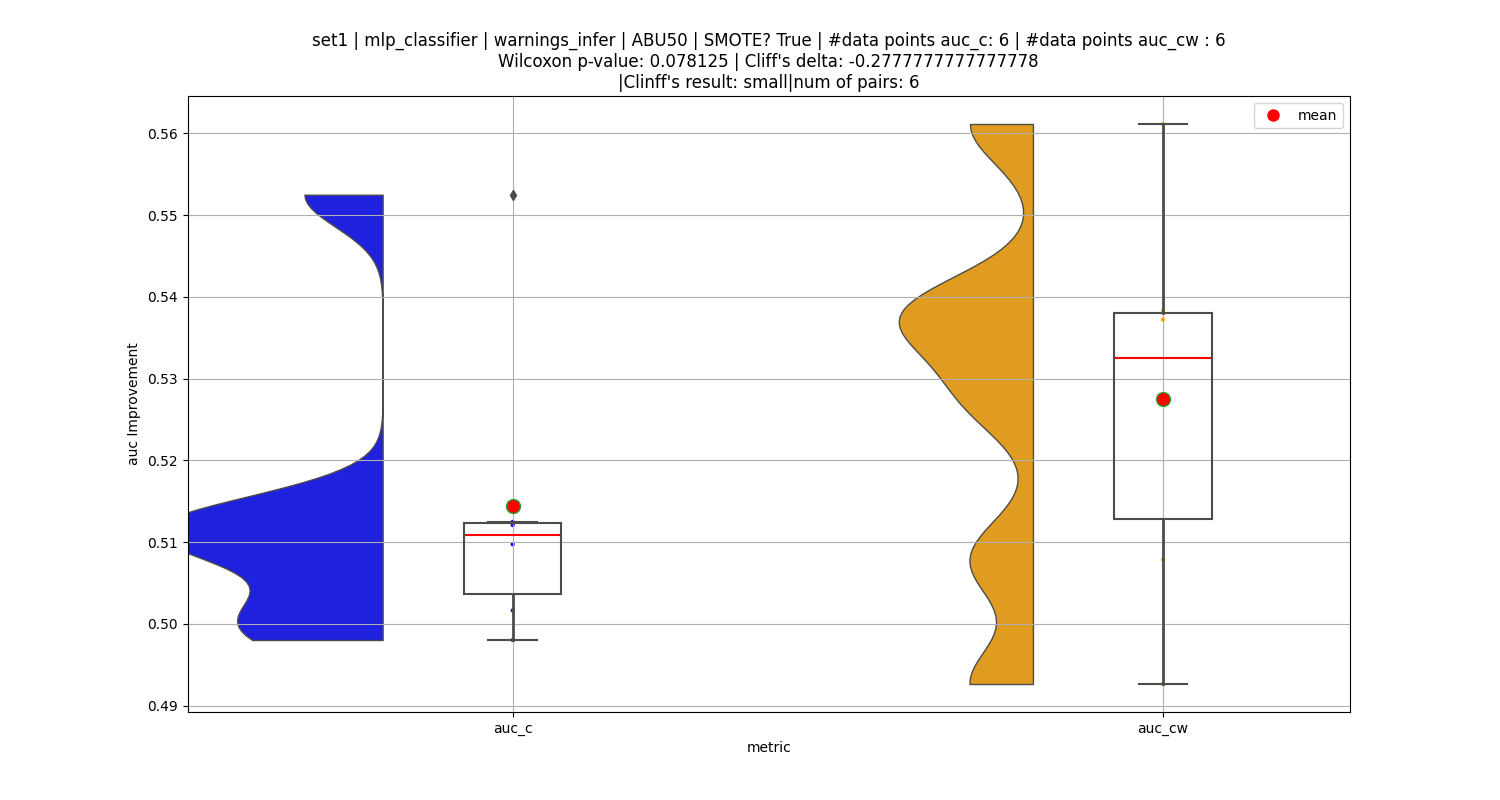 set1 | mlp_classifier | warnings_infer | ABU50 | SMOTE? True | #data points auc_c: 6 | #data points auc_cw : 6
Wilcoxon p-value: 0.078125 | Cliff's delta: -0.2777777777777778
|Clinff's result: small|num of pairs: 6
mean
0.56
0.55
0.54
0.53
0.52
0.51
0.50
0.49
auc Improvement
auc_c
auc_cw
metric